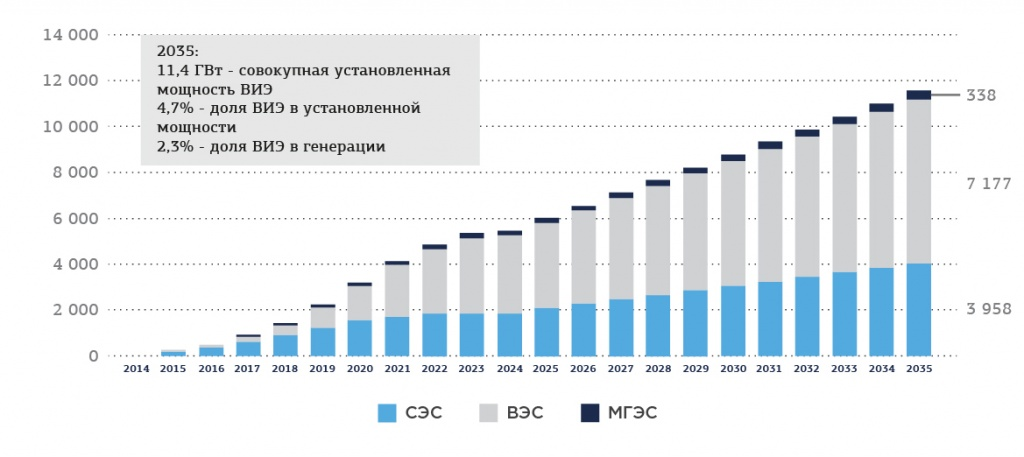 14 000
12 000
10 000
8 000
6 000
4 000
2 000
0
2035:
11,4 ГВт - совокупная установленная
мощность ВИЭ
4,7% - доля ВИЭ в установленной
мощности
2,3% - доля ВИЭ в генерации
338
7 177
3 958
2014 2015 2016 2017 2018 2019 2020 2021 2022 2023 2024 2025 2026 2027 2028 2029 2030 2031 2032 2033 2034 2035
СЭС ВЭС МГЭС